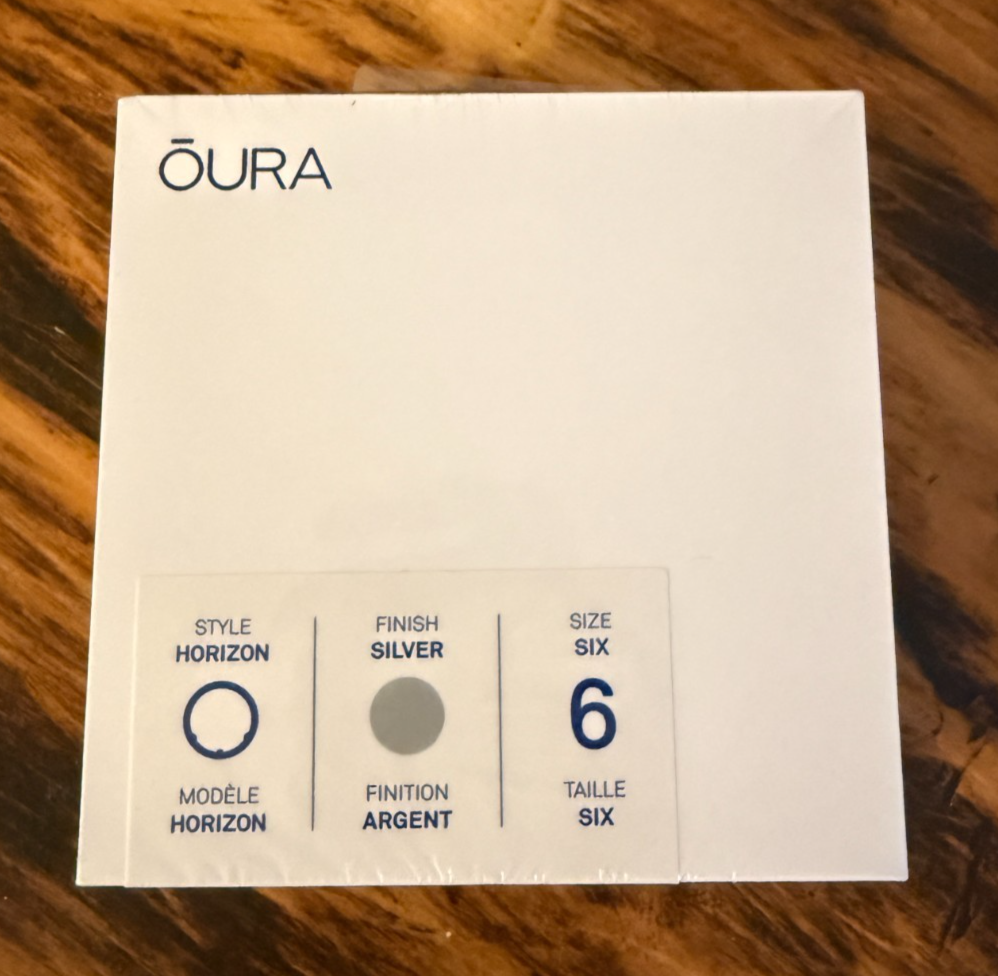 ŌURA
STYLE
HORIZON
MODÈLE
HORIZON
FINISH
SILVER
FINITION
ARGENT
SIZE
SIX
6
TAILLE
SIX